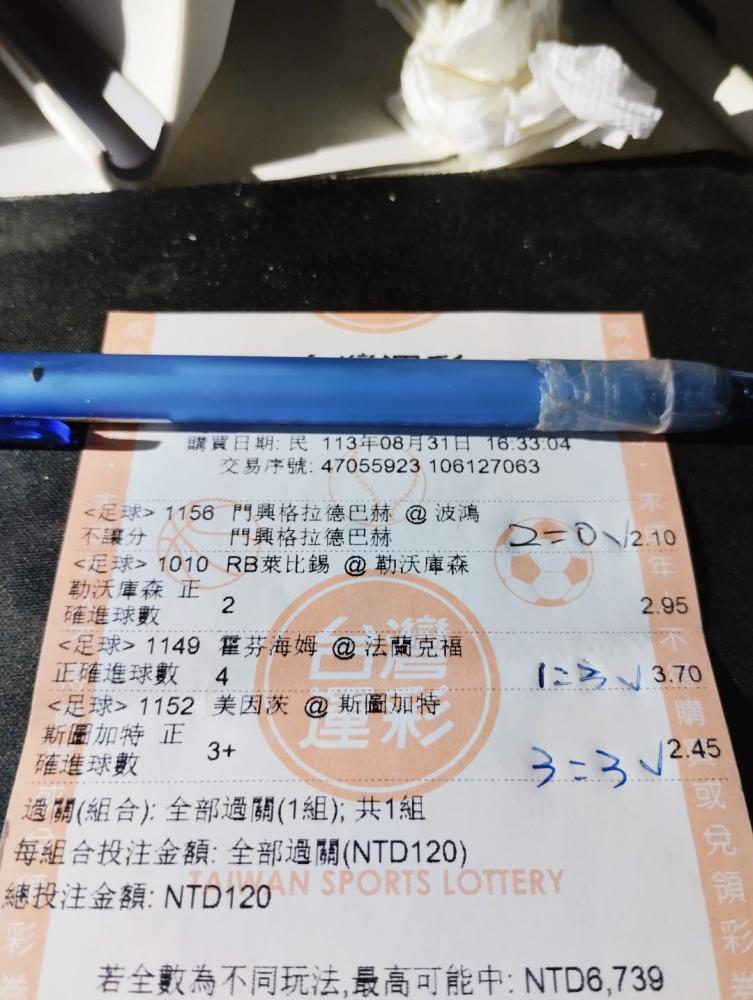 購買日期: 民 113年08月31日 16:33:04
交易序號: 47055923 106127063
<足球> 1156 門興格拉德巴赫 @ 波鴻
不讓分 門興格拉德巴赫 2=0√ 2.10
<足球> 1010 RB萊比錫 @ 勒沃庫森
勒沃庫森 正
確進球數 2 2.95
<足球> 1149 霍芬海姆 @ 法蘭克福
正確進球數 4 1=3√ 3.70
<足球> 1152 美因茨 @ 斯圖加特
斯圖加特 正
確進球數 3+ 3=3√ 2.45
台灣
運彩
過關(組合): 全部過關(1組); 共1組
每組合投注金額: 全部過關(NTD120)
TAIWAN SPORTS LOTTERY
總投注金額: NTD120
若全數為不同玩法,最高可能中: NTD6,739